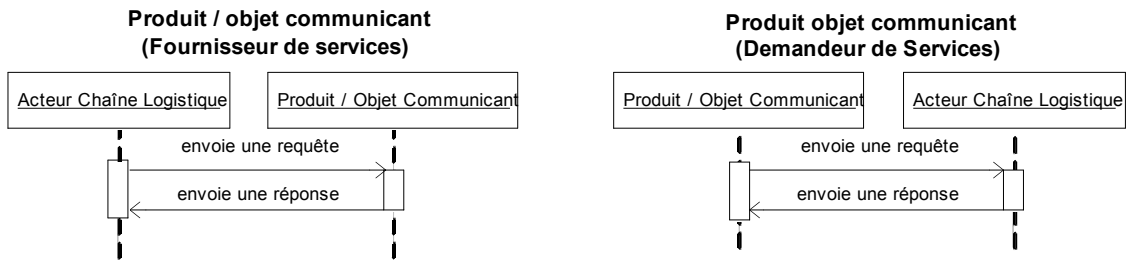 Produit / objet communicant
(Fournisseur de services)
Acteur Chaîne Logistique
Produit / Objet Communicant
envoie une requête
envoie une réponse
Produit objet communicant
(Demandeur de Services)
Produit / Objet Communicant
Acteur Chaîne Logistique
envoie une requête
envoie une réponse